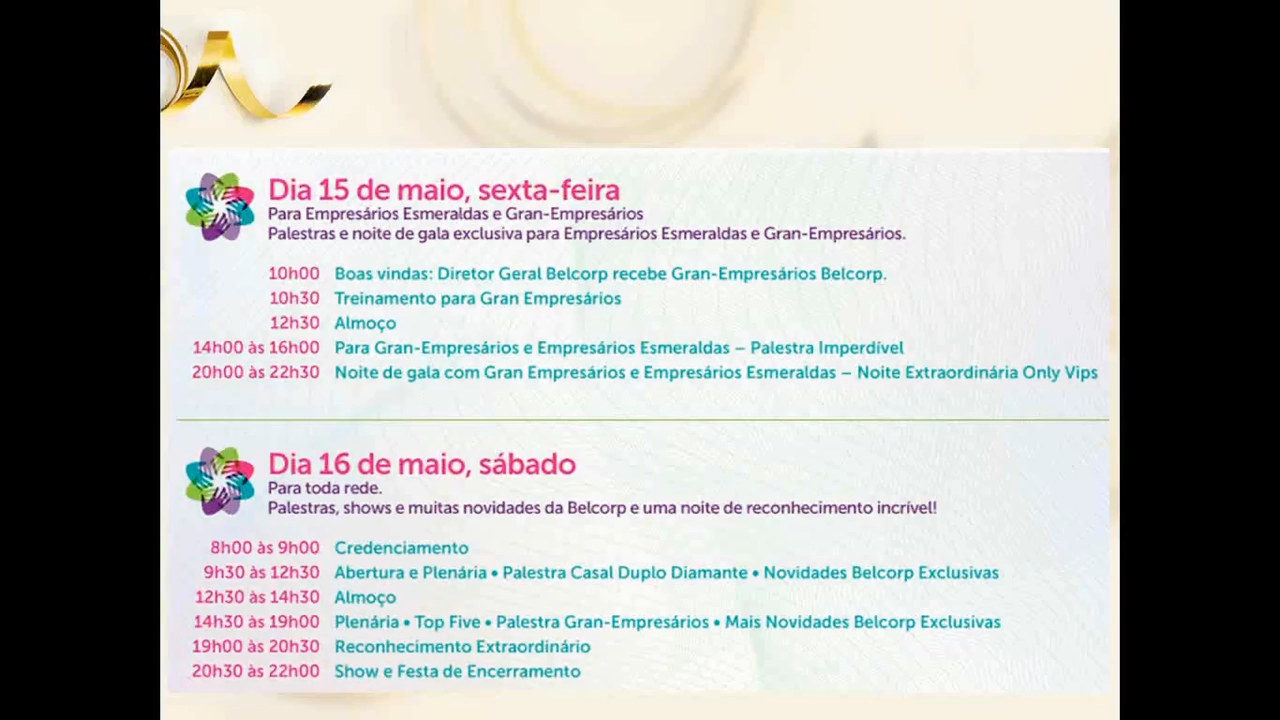 Dia 15 de maio, sexta-feira
Para Empresários Esmeraldas e Gran-Empresários
Palestras e noite de gala exclusiva para Empresários Esmeraldas e Gran-Empresários.
10h00 Boas vindas: Diretor Geral Belcorp recebe Gran-Empresários Belcorp.
10h30 Treinamento para Gran Empresários
12h30 Almoço
14h00 às 16h00 Para Gran-Empresários e Empresários Esmeraldas – Palestra Imperdível
20h00 às 22h30 Noite de gala com Gran Empresários e Empresários Esmeraldas – Noite Extraordinária Only Vips
Dia 16 de maio, sábado
Para toda rede.
Palestras, shows e muitas novidades da Belcorp e uma noite de reconhecimento incrível!
8h00 às 9h00 Credenciamento
9h30 às 12h30 Abertura e Plenária • Palestra Casal Duplo Diamante • Novidades Belcorp Exclusivas
12h30 às 14h30 Almoço
14h30 às 19h00 Plenária • Top Five • Palestra Gran-Empresários • Mais Novidades Belcorp Exclusivas
19h00 às 20h30 Reconhecimento Extraordinário
20h30 às 22h00 Show e Festa de Encerramento